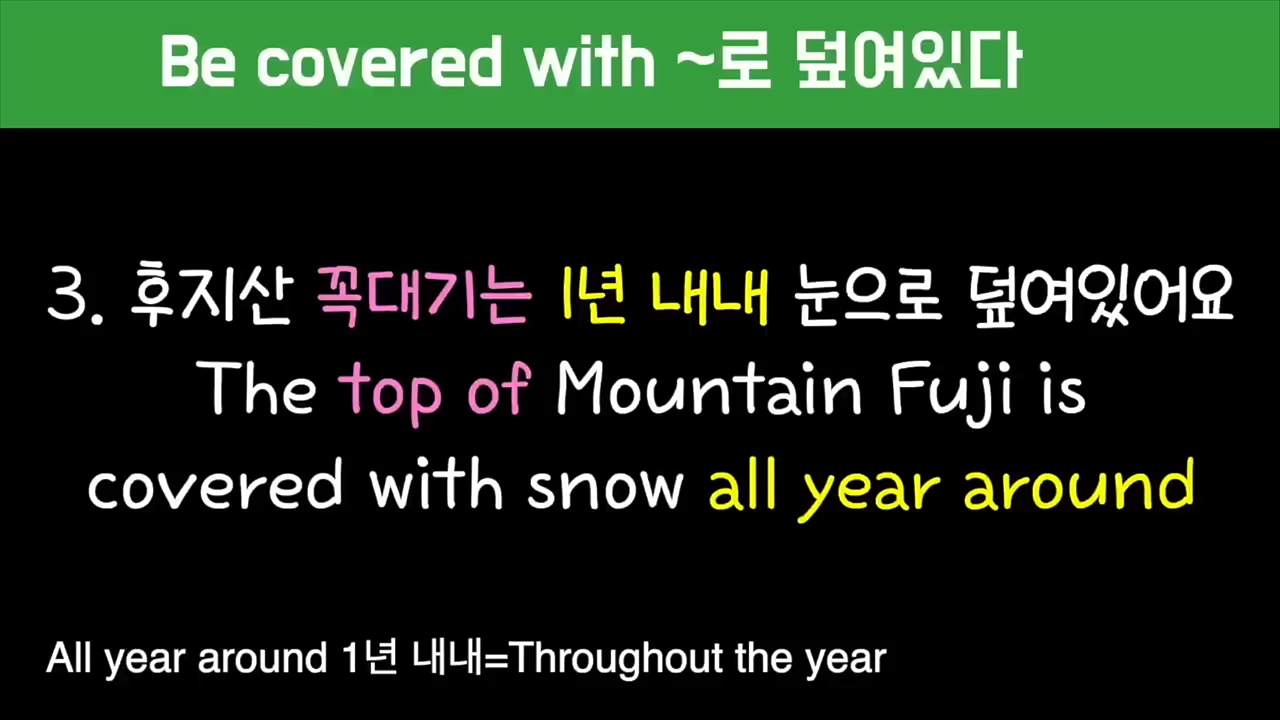 Be covered with ~로 덮여있다
3. 후지산 꼭대기는 1년 내내 눈으로 덮여있어요
The top of Mountain Fuji is
covered with snow all year around
All year around 1년 내내=Throughout the year